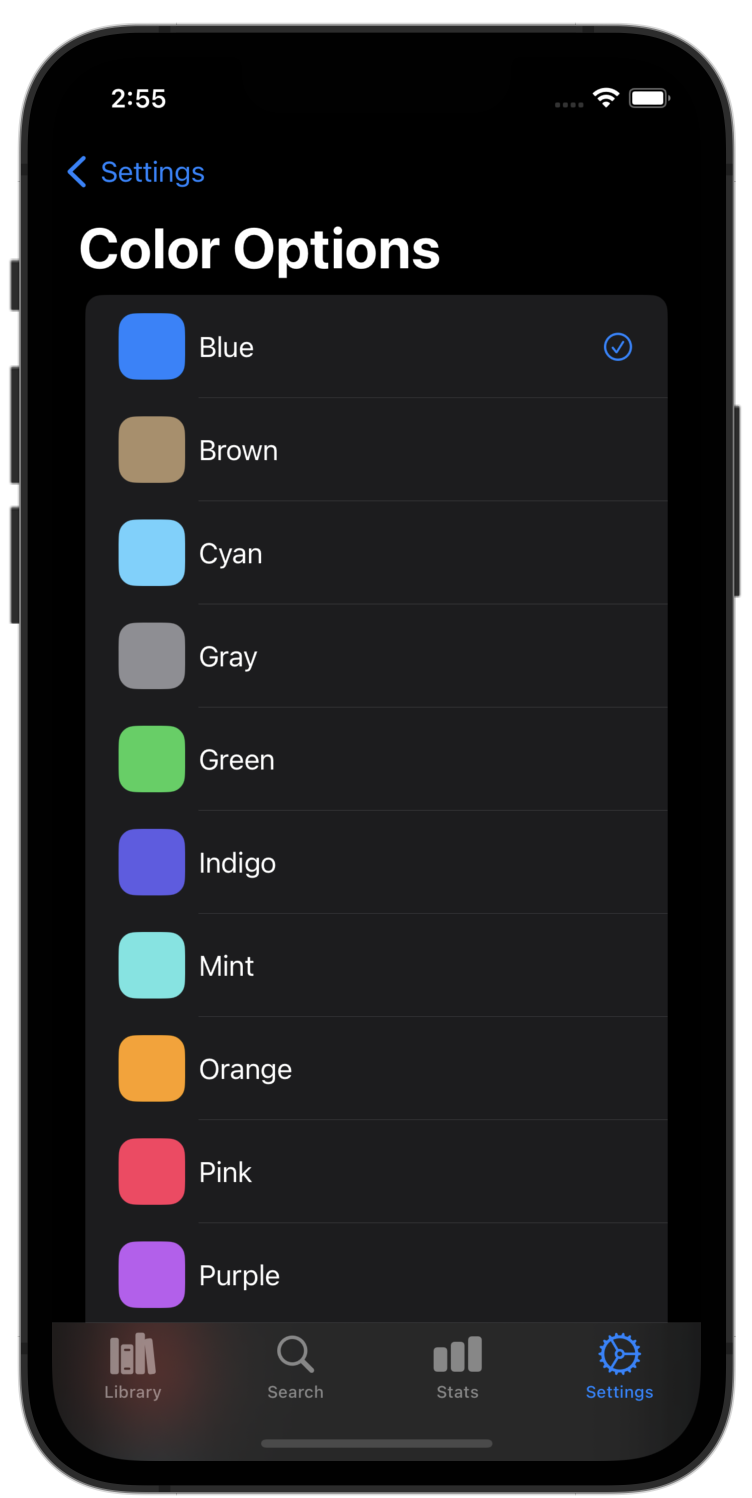 2:55
Settings
Color Options
Blue
Brown
Cyan
Gray
Green
Indigo
Mint
Orange
Pink
Purple
Library
Search
Stats
Settings